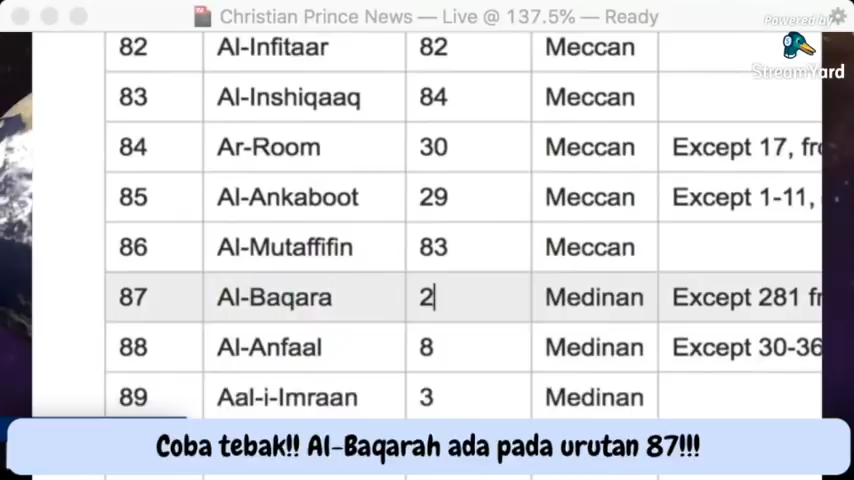 Christian Prince News — Live @ 137.5% — Ready
Powered by
StreamYard
82 Al-Infitaar 82 Meccan
83 Al-Inshiqaaq 84 Meccan
84 Ar-Room 30 Meccan Except 17, fr
85 Al-Ankaboot 29 Meccan Except 1-11,
86 Al-Mutaffifin 83 Meccan
87 Al-Baqara 2 Medinan Except 281 fr
88 Al-Anfaal 8 Medinan Except 30-36
89 Aal-i-Imraan 3 Medinan
Coba tebak!! Al-Baqarah ada pada urutan 87!!!